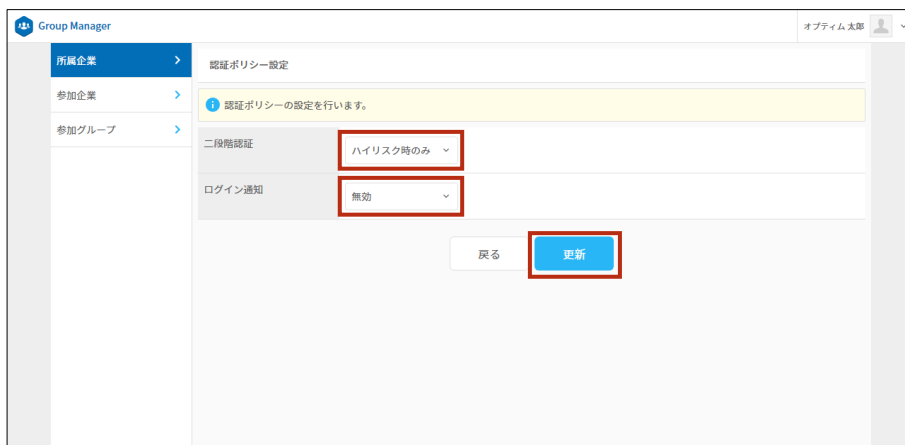 Group Manager
オプティム 太郎
所属企業
参加企業
参加グループ
認証ポリシー設定
認証ポリシーの設定を行います。
二段階認証
ハイリスク時のみ
ログイン通知
無効
戻る
更新